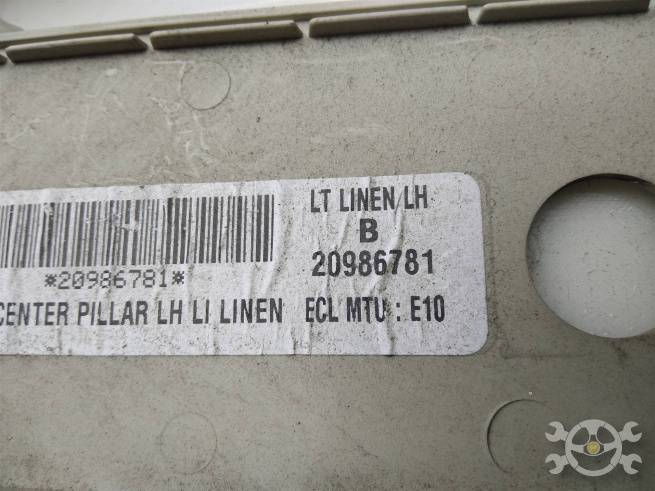 LT LINEN LH
B
20986781
*20986781*
CENTER PILLAR LH LI LINEN ECL MTU : E10